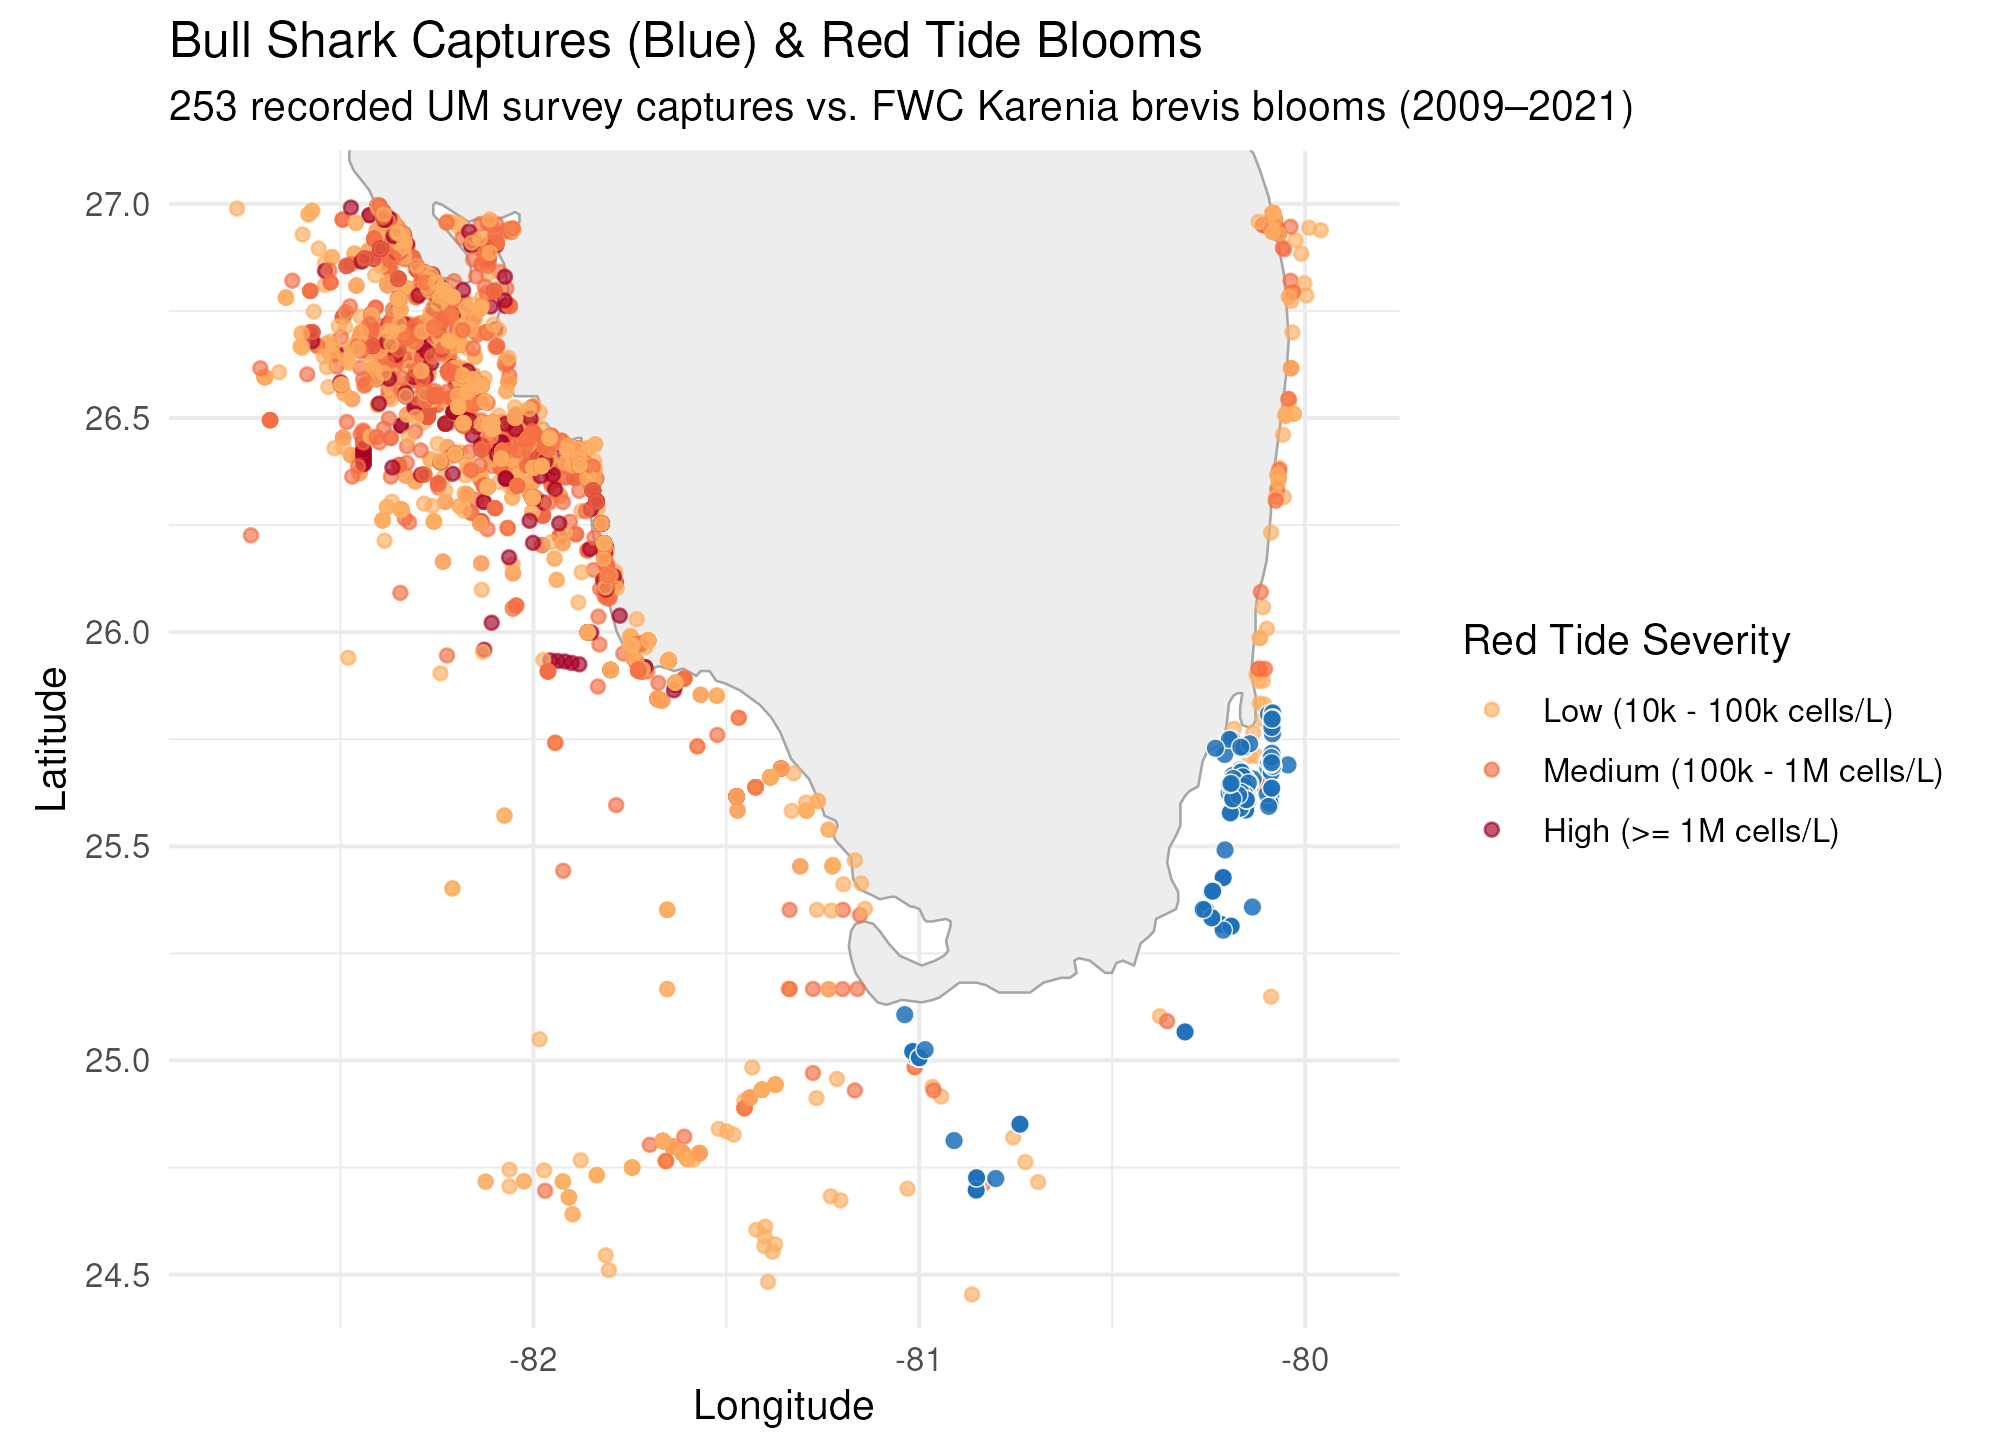 Bull Shark Captures (Blue) & Red Tide Blooms
253 recorded UM survey captures vs. FWC Karenia brevis blooms (2009–2021)
27.0
26.5
26.0
25.5
25.0
24.5
Latitude
-82
-81
-80
Longitude
Red Tide Severity
Low (10k - 100k cells/L)
Medium (100k - 1M cells/L)
High (>= 1M cells/L)